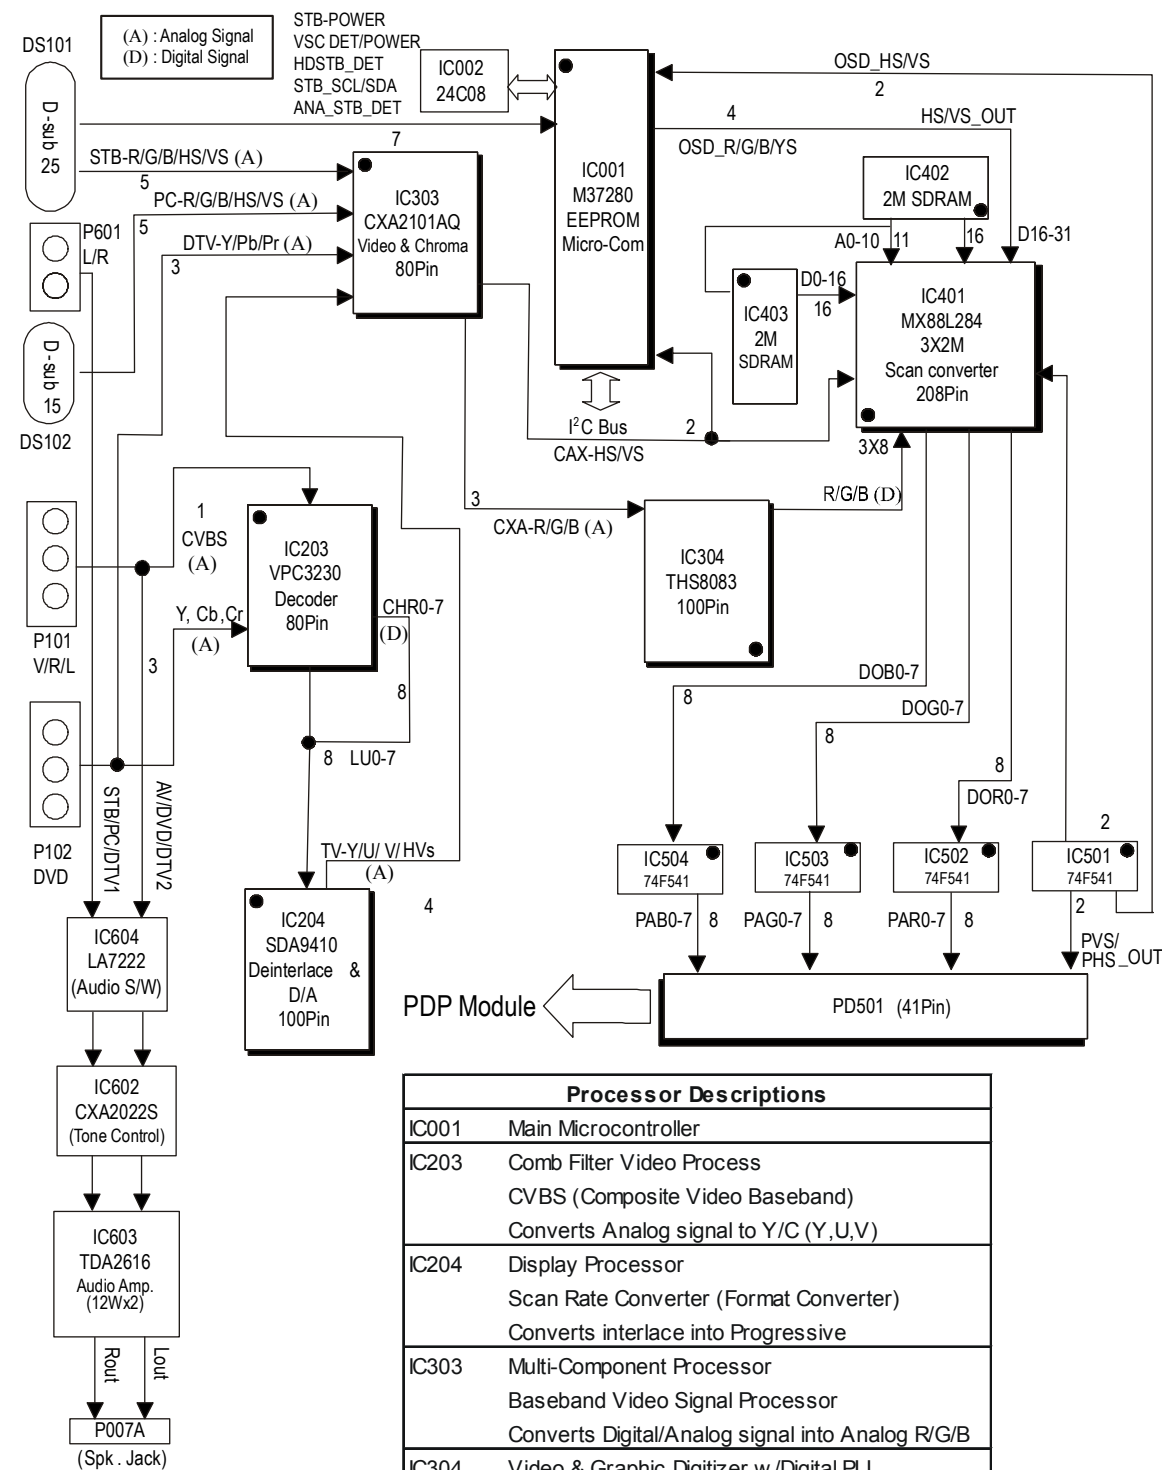 DS101
(A) : Analog Signal
(D) : Digital Signal
STB-POWER
VSC DET/POWER
HDSTB_DET
STB_SCL/SDA
ANA_STB_DET
IC002
24C08
OSD_HS/VS
2
D-sub
25
7
4
HS/VS_OUT
OSD_R/G/B/YS
STB-R/G/B/HS/VS (A)
5
PC-R/G/B/HS/VS (A)
5
DTV-Y/Pb/Pr (A)
3
IC303
CXA2101AQ
Video & Chroma
80Pin
IC001
M37280
EEPROM
Micro-Com
IC402
2M SDRAM
A0-10
11
16
D16-31
P601
L/R
D0-16
16
IC403
2M
SDRAM
IC401
MX88L284
3X2M
Scan converter
208Pin
D-sub
15
DS102
I²C Bus
2
CAX-HS/VS
3X8
3
CXA-R/G/B (A)
R/G/B (D)
1
CVBS
(A)
IC203
VPC3230
Decoder
80Pin
IC304
THS8083
100Pin
P101
V/R/L
Y, Cb ,Cr
(A)
3
CHR0-7
(D)
8
8 LU0-7
DOB0-7
8
DOG0-7
8
8
DOR0-7
2
P102
DVD
STB/PC/DTV1
AV/DVD/DTV2
TV-Y/U/ V/ HVs
(A)
4
IC504
74F541
IC503
74F541
IC502
74F541
IC501
74F541
PAB0-7 8
PAG0-7 8
PAR0-7 8
2
PVS/
PHS_OUT
IC604
LA7222
(Audio S/W)
IC204
SDA9410
Deinterlace &
D/A
100Pin
PDP Module
PD501 (41Pin)
IC602
CXA2022S
(Tone Control)
IC603
TDA2616
Audio Amp.
(12Wx2)
Rout
Lout
P007A
(Spk . Jack)
Processor Descriptions
IC001 Main Microcontroller
IC203 Comb Filter Video Process
CVBS (Composite Video Baseband)
Converts Analog signal to Y/C (Y,U,V)
IC204 Display Processor
Scan Rate Converter (Format Converter)
Converts interlace into Progressive
IC303 Multi-Component Processor
Baseband Video Signal Processor
Converts Digital/Analog signal into Analog R/G/B
IC304 Video & Graphic Digitizer w/Digital PLL